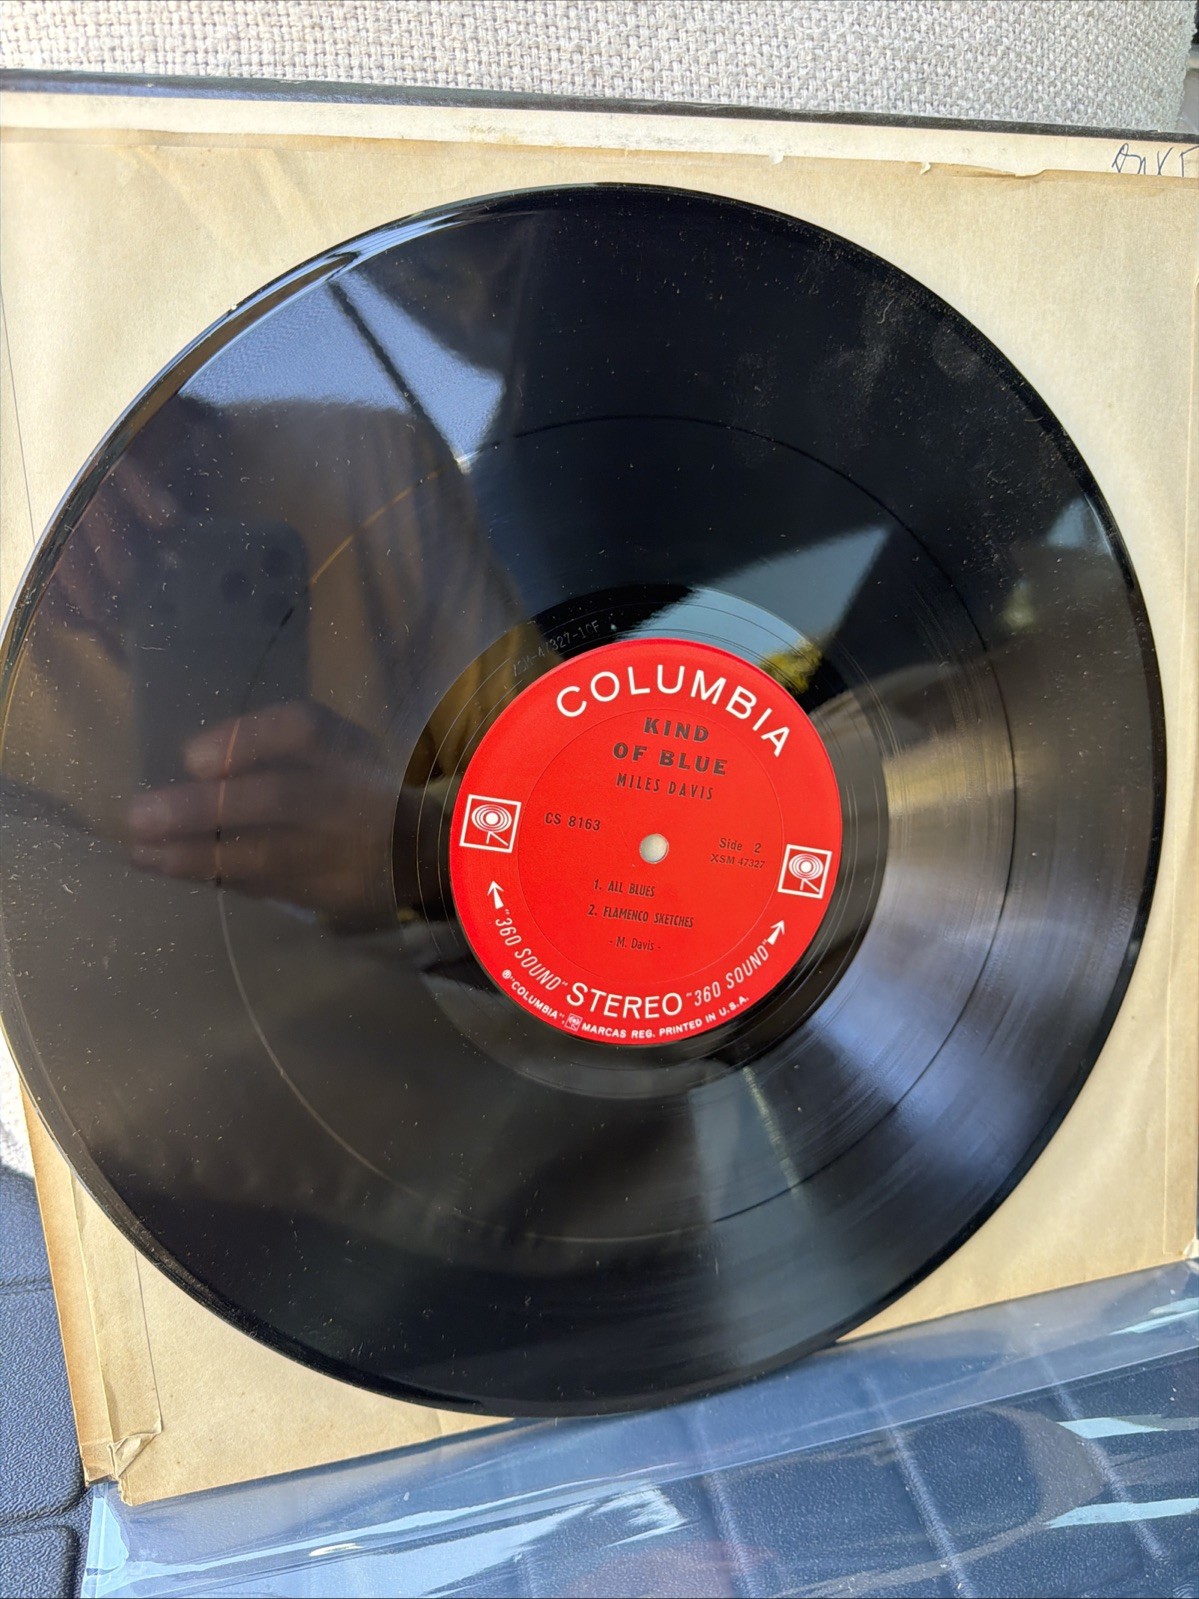 COLUMBIA
KIND
OF BLUE
MILES DAVIS
CS 8163
Side 2
XSM 47327
1. ALL BLUES
2. FLAMENCO SKETCHES
- M. Davis -
"360 SOUND" STEREO "360 SOUND"
® "COLUMBIA", MARCAS REG. PRINTED IN U.S.A.